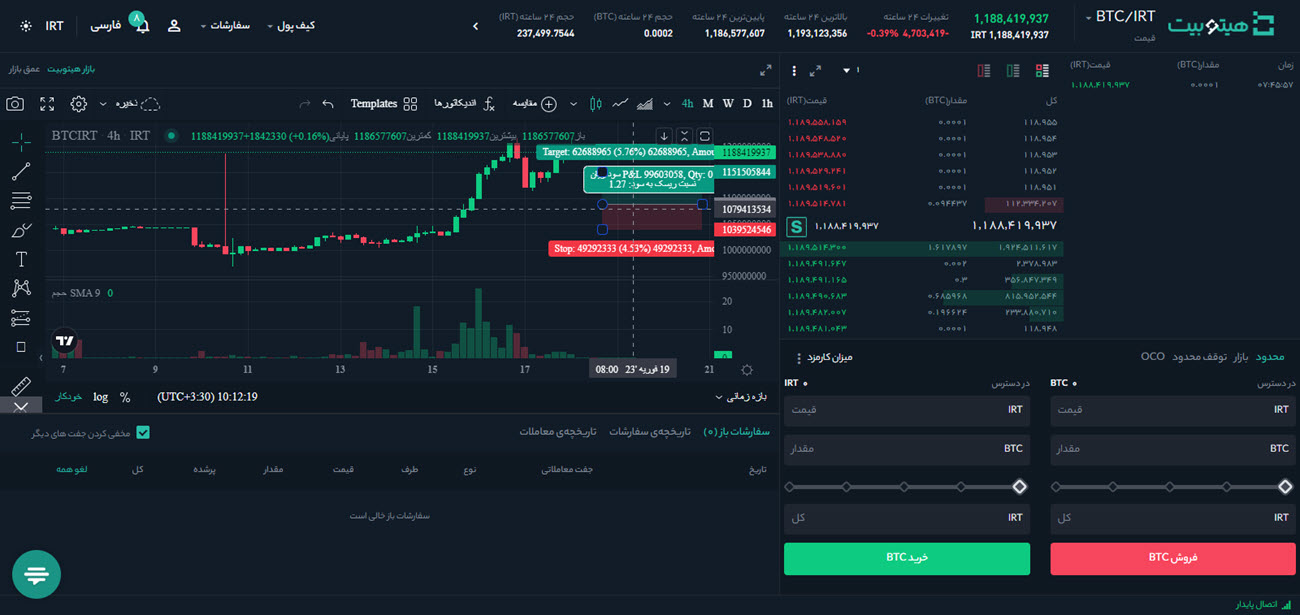 هیتوبیت
BTC/IRT
قیمت
1,188,419,937
IRT 1,188,419,937
تغییرات ۲۴ ساعته
-0.39% 4,703,419-
بالاترین ۲۴ ساعته
1,193,123,356
پایین‌ترین ۲۴ ساعته
1,186,577,607
حجم ۲۴ ساعته (BTC)
0.0002
حجم ۲۴ ساعته (IRT)
237,499.7544
کیف پول
سفارشات
۸
فارسی
IRT
بازار هیتوبیت
عمق بازار
ذخیره
Templates
اندیکاتورها
مقایسه
4h M W D 1h
BTCIRT 4h IRT
باز1186577607 بیشترین1188419937 کمترین1186577607 پایانی1188419937 +1842330 (+0.16%)
Target: 62688965 (5.76%) 62688965, Amou
P&L 99603058, Qty: 0
نسبت ریسک به سود: 1.27
Stop: 49292333 (4.53%) 49292333, Amo
1188419937
1151505844
1079413534
1039524546
1000000000
950000000
حجم SMA 9 0
20
10
7 9 11 13 15 17 21
19 فوریه '23 08:00
بازه زمانی
10:12:19 (UTC+3:30)
%
log
خودکار
سفارشات باز (۰)
تاریخچه‌ی سفارشات
تاریخچه‌ی معاملات
مخفی کردن جفت های دیگر
تاریخ
جفت معاملاتی
نوع
طرف
قیمت
مقدار
پرشده
کل
لغو همه
سفارشات باز خالی است
زمان
مقدار(BTC)
قیمت(IRT)
۰۷:۴۵:۵۷
۰.۰۰۰۱
۱,۱۸۸,۴۱۹,۹۳۷
۱
کل
مقدار(BTC)
قیمت(IRT)
۱۱۸,۹۵۵ ۰.۰۰۰۱ ۱,۱۸۹,۵۵۸,۱۵۹
۱۱۸,۹۵۴ ۰.۰۰۰۱ ۱,۱۸۹,۵۴۸,۵۲۰
۱۱۸,۹۵۳ ۰.۰۰۰۱ ۱,۱۸۹,۵۳۸,۸۸۰
۱۱۸,۹۵۲ ۰.۰۰۰۱ ۱,۱۸۹,۵۲۹,۲۴۱
۱۱۸,۹۵۱ ۰.۰۰۰۱ ۱,۱۸۹,۵۱۹,۶۰۱
۱۱۲,۳۳۴,۲۰۷ ۰.۰۹۴۴۳۷ ۱,۱۸۹,۵۱۴,۷۸۱
۱,۱۸۸,۴۱۹,۹۳۷
۱,۱۸۸,۴۱۹,۹۳۷
S
۱,۹۲۴,۵۱۱,۶۱۷ ۱.۶۱۷۸۹۷ ۱,۱۸۹,۵۱۴,۳۰۰
۲,۳۷۸,۹۸۳ ۰.۰۰۲ ۱,۱۸۹,۴۹۱,۶۴۷
۳۵۶,۸۴۷,۳۴۹ ۰.۳ ۱,۱۸۹,۴۹۱,۱۶۵
۸۱۵,۹۵۲,۵۴۴ ۰.۶۸۵۹۶۸ ۱,۱۸۹,۴۹۰,۶۸۳
۲۳۳,۸۸۰,۷۱۰ ۰.۱۹۶۶۲۴ ۱,۱۸۹,۴۸۲,۰۰۷
۱۱۸,۹۴۸ ۰.۰۰۰۱ ۱,۱۸۹,۴۸۱,۰۴۳
محدود
بازار
توقف محدود
OCO
میزان کارمزد
در دسترس
BTC ۰
قیمت IRT
مقدار BTC
کل IRT
فروش BTC
در دسترس
IRT ۰
قیمت IRT
مقدار BTC
کل IRT
خرید BTC
اتصال پایدار